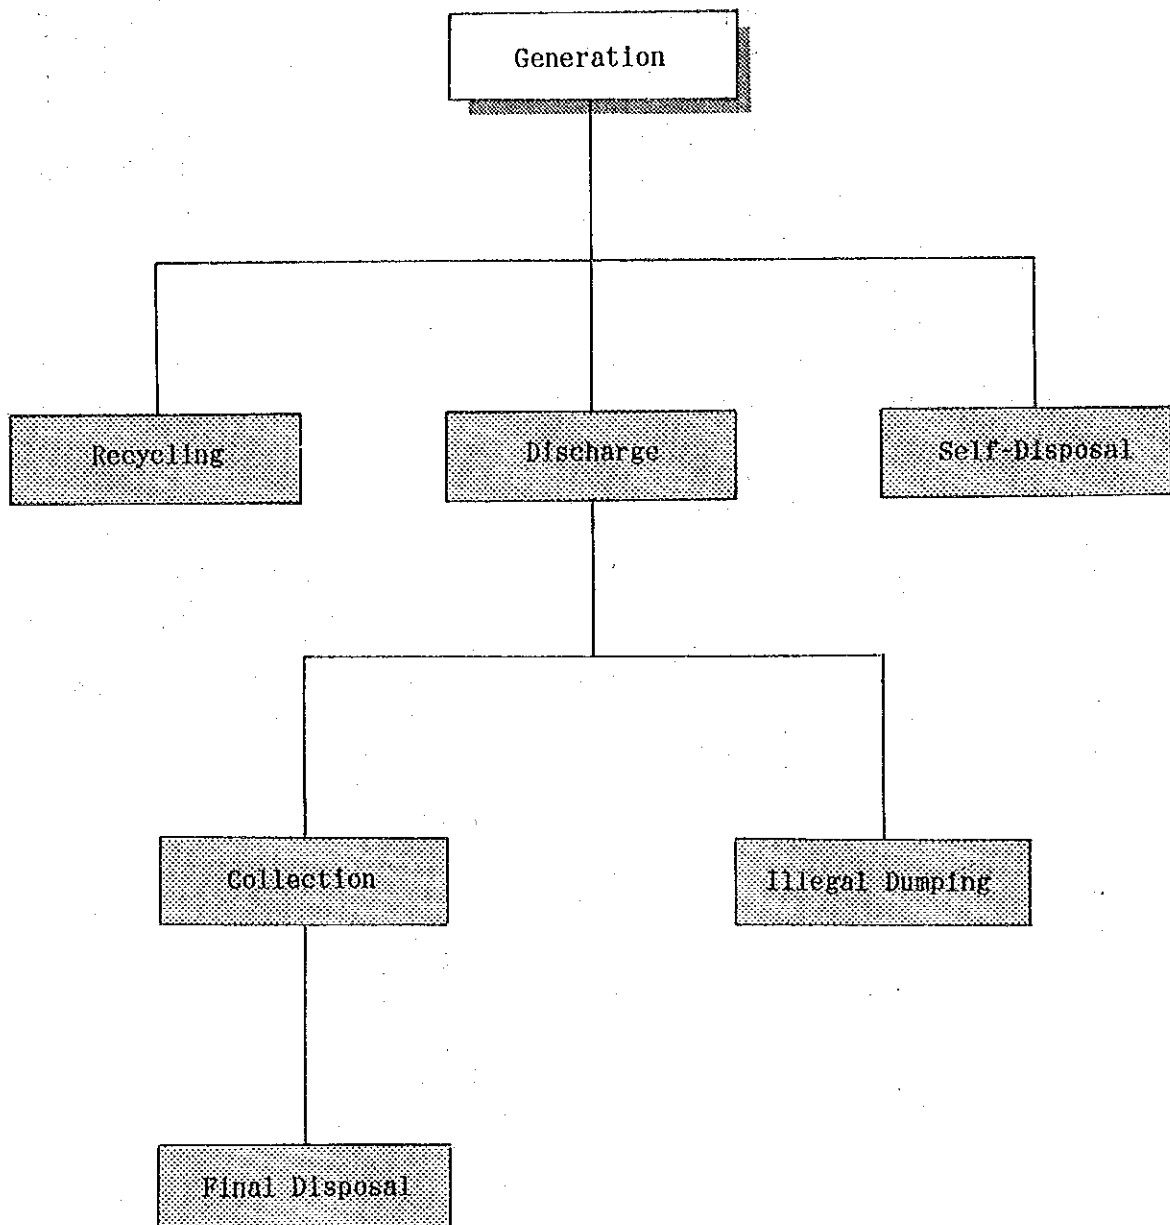 Generation
Recycling
Discharge
Self-Disposal
Collection
Illegal Dumping
Final Disposal